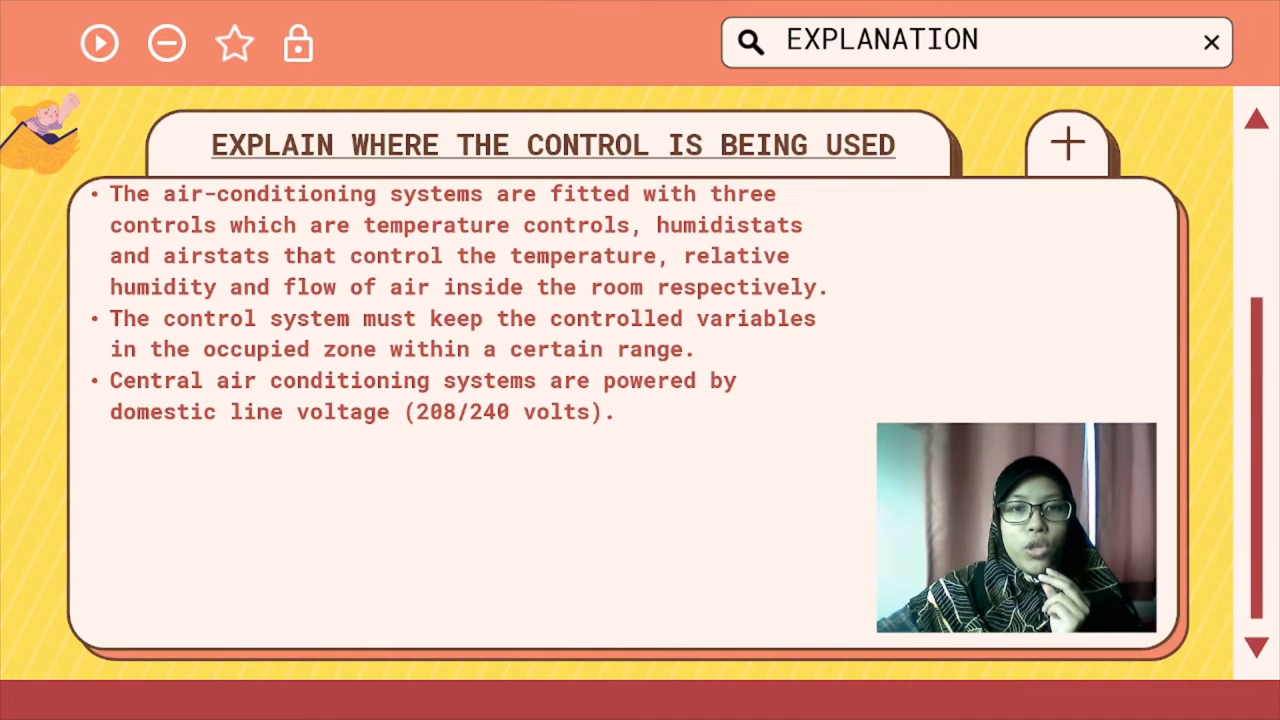 EXPLANATION
EXPLAIN WHERE THE CONTROL IS BEING USED
• The air-conditioning systems are fitted with three
controls which are temperature controls, humidistats
and airstats that control the temperature, relative
humidity and flow of air inside the room respectively.
• The control system must keep the controlled variables
in the occupied zone within a certain range.
• Central air conditioning systems are powered by
domestic line voltage (208/240 volts).